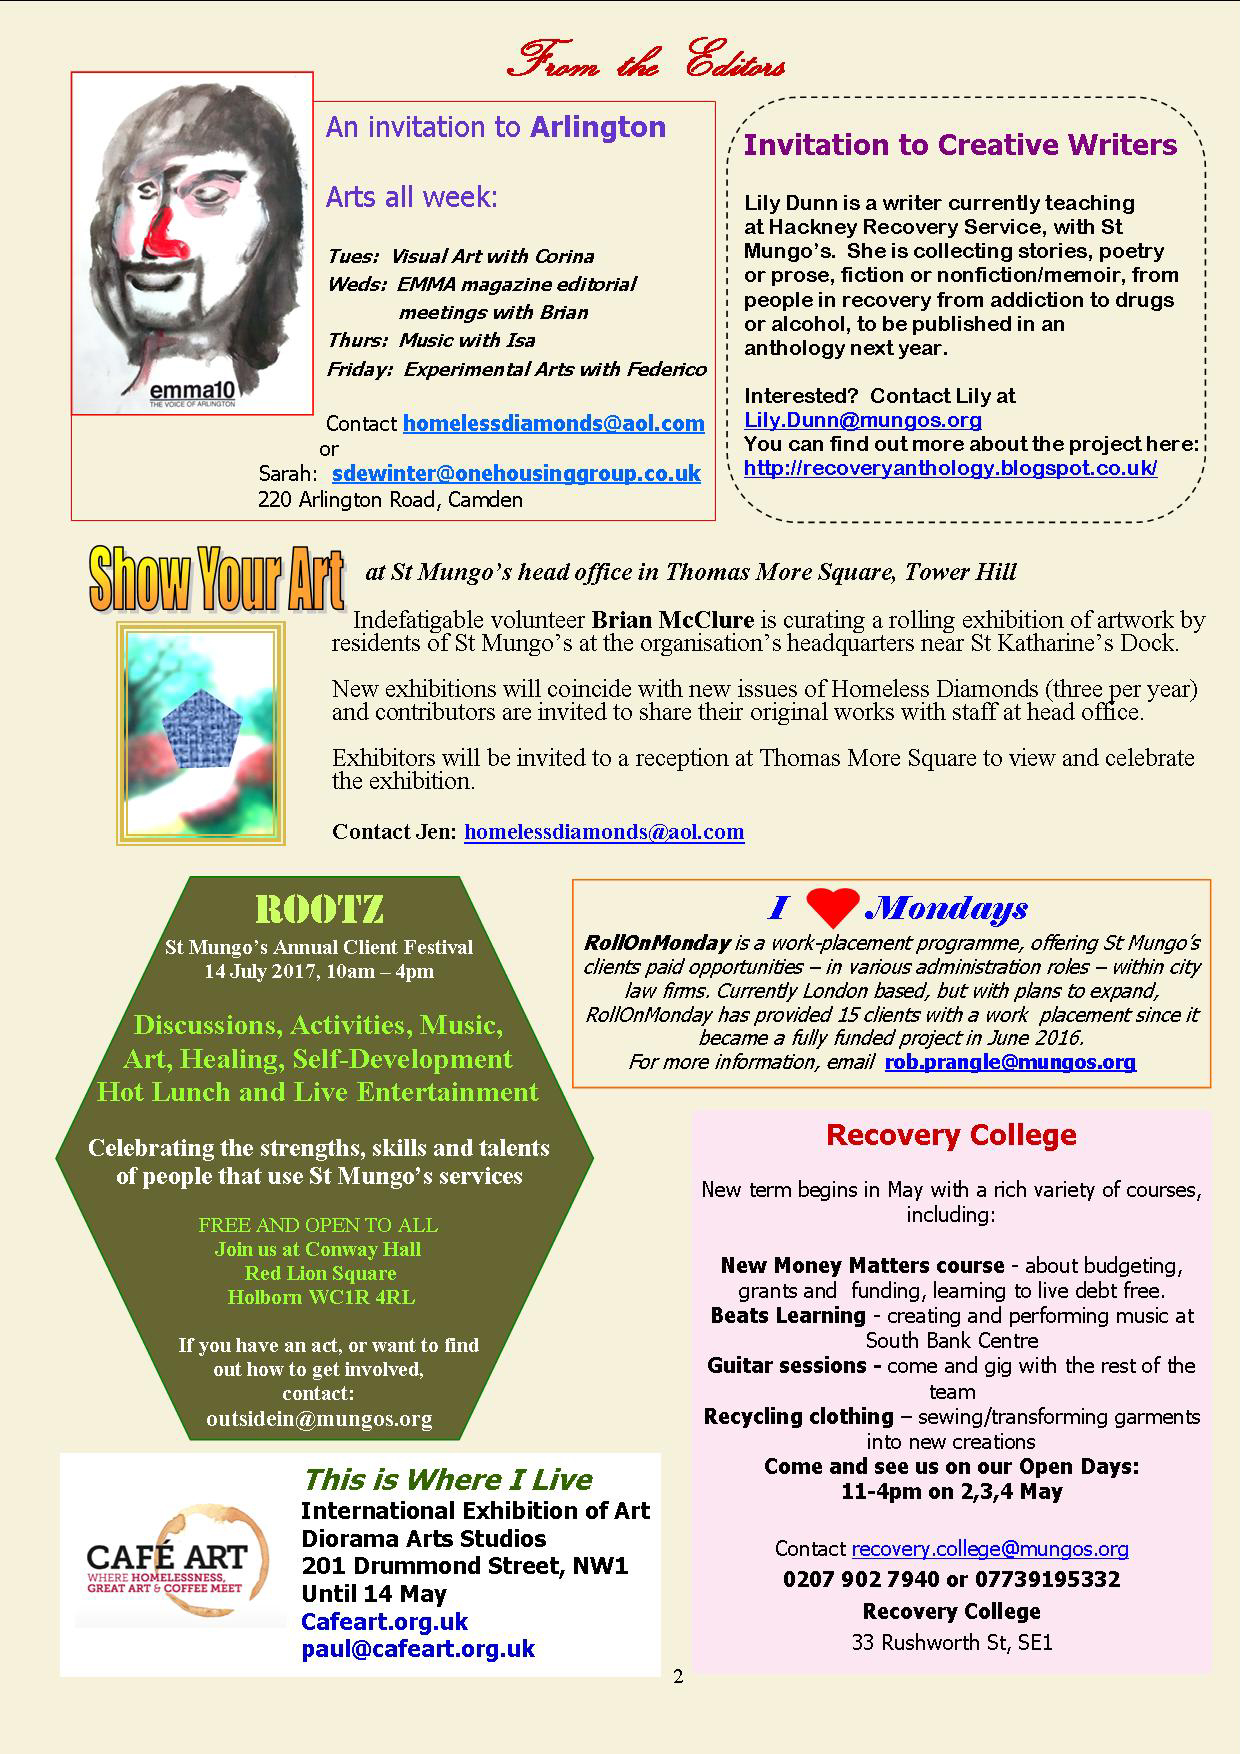 From the Editors
An invitation to Arlington
Arts all week:
Tues:  Visual Art with Corina
Weds:  EMMA magazine editorial
meetings with Brian
Thurs:  Music with Isa
Friday:  Experimental Arts with Federico
emma10
THE VOICE OF ARLINGTON
Contact homelessdiamonds@aol.com
or
Sarah:  sdewinter@onehousinggroup.co.uk
220 Arlington Road, Camden
Invitation to Creative Writers
Lily Dunn is a writer currently teaching
at Hackney Recovery Service, with St
Mungo’s.  She is collecting stories, poetry
or prose, fiction or nonfiction/memoir, from
people in recovery from addiction to drugs
or alcohol, to be published in an
anthology next year.
Interested?  Contact Lily at
Lily.Dunn@mungos.org
You can find out more about the project here:
http://recoveryanthology.blogspot.co.uk/
Show Your Art
at St Mungo’s head office in Thomas More Square, Tower Hill
Indefatigable volunteer Brian McClure is curating a rolling exhibition of artwork by
residents of St Mungo’s at the organisation’s headquarters near St Katharine’s Dock.
New exhibitions will coincide with new issues of Homeless Diamonds (three per year)
and contributors are invited to share their original works with staff at head office.
Exhibitors will be invited to a reception at Thomas More Square to view and celebrate
the exhibition.
Contact Jen: homelessdiamonds@aol.com
ROOTZ
St Mungo’s Annual Client Festival
14 July 2017, 10am – 4pm
Discussions, Activities, Music,
Art, Healing, Self-Development
Hot Lunch and Live Entertainment
Celebrating the strengths, skills and talents
of people that use St Mungo’s services
FREE AND OPEN TO ALL
Join us at Conway Hall
Red Lion Square
Holborn WC1R 4RL
If you have an act, or want to find
out how to get involved,
contact:
outsidein@mungos.org
I Mondays
RollOnMonday is a work-placement programme, offering St Mungo’s
clients paid opportunities – in various administration roles – within city
law firms. Currently London based, but with plans to expand,
RollOnMonday has provided 15 clients with a work  placement since it
became a fully funded project in June 2016.
For more information, email  rob.prangle@mungos.org
Recovery College
New term begins in May with a rich variety of courses,
including:
New Money Matters course - about budgeting,
grants and  funding, learning to live debt free.
Beats Learning - creating and performing music at
South Bank Centre
Guitar sessions - come and gig with the rest of the
team
Recycling clothing – sewing/transforming garments
into new creations
Come and see us on our Open Days:
11-4pm on 2,3,4 May
Contact recovery.college@mungos.org
0207 902 7940 or 07739195332
Recovery College
33 Rushworth St, SE1
CAFÉ ART
WHERE HOMELESSNESS,
GREAT ART & COFFEE MEET
This is Where I Live
International Exhibition of Art
Diorama Arts Studios
201 Drummond Street, NW1
Until 14 May
Cafeart.org.uk
paul@cafeart.org.uk
2